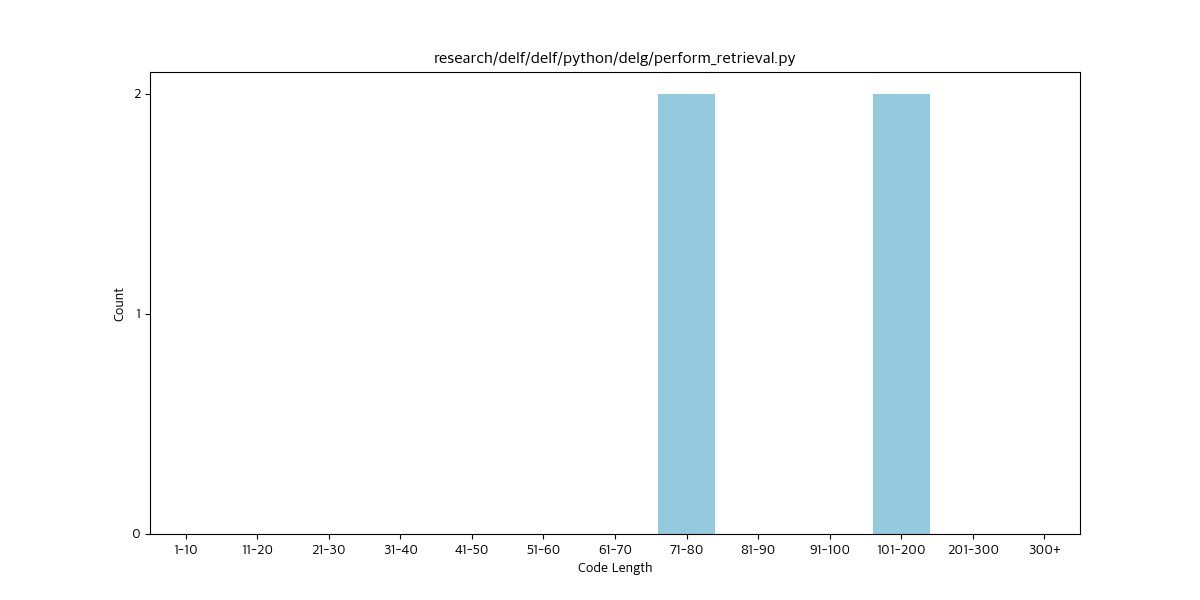 research/delf/delf/python/delg/perform_retrieval.py
2
1
0
Count
1-10 11-20 21-30 31-40 41-50 51-60 61-70 71-80 81-90 91-100 101-200 201-300 300+
Code Length